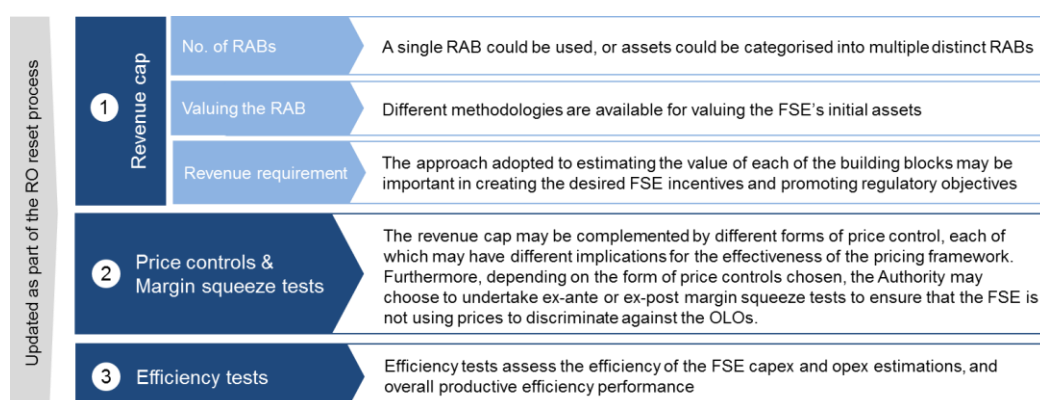 Updated as part of the RO reset process
1
Revenue cap
No. of RABs
A single RAB could be used, or assets could be categorised into multiple distinct RABs
Valuing the RAB
Different methodologies are available for valuing the FSE's initial assets
Revenue requirement
The approach adopted to estimating the value of each of the building blocks may be
important in creating the desired FSE incentives and promoting regulatory objectives
2
Price controls &
Margin squeeze tests
The revenue cap may be complemented by different forms of price control, each of
which may have different implications for the effectiveness of the pricing framework.
Furthermore, depending on the form of price controls chosen, the Authority may
choose to undertake ex-ante or ex-post margin squeeze tests to ensure that the FSE is
not using prices to discriminate against the OLOs.
3
Efficiency tests
Efficiency tests assess the efficiency of the FSE capex and opex estimations, and
overall productive efficiency performance